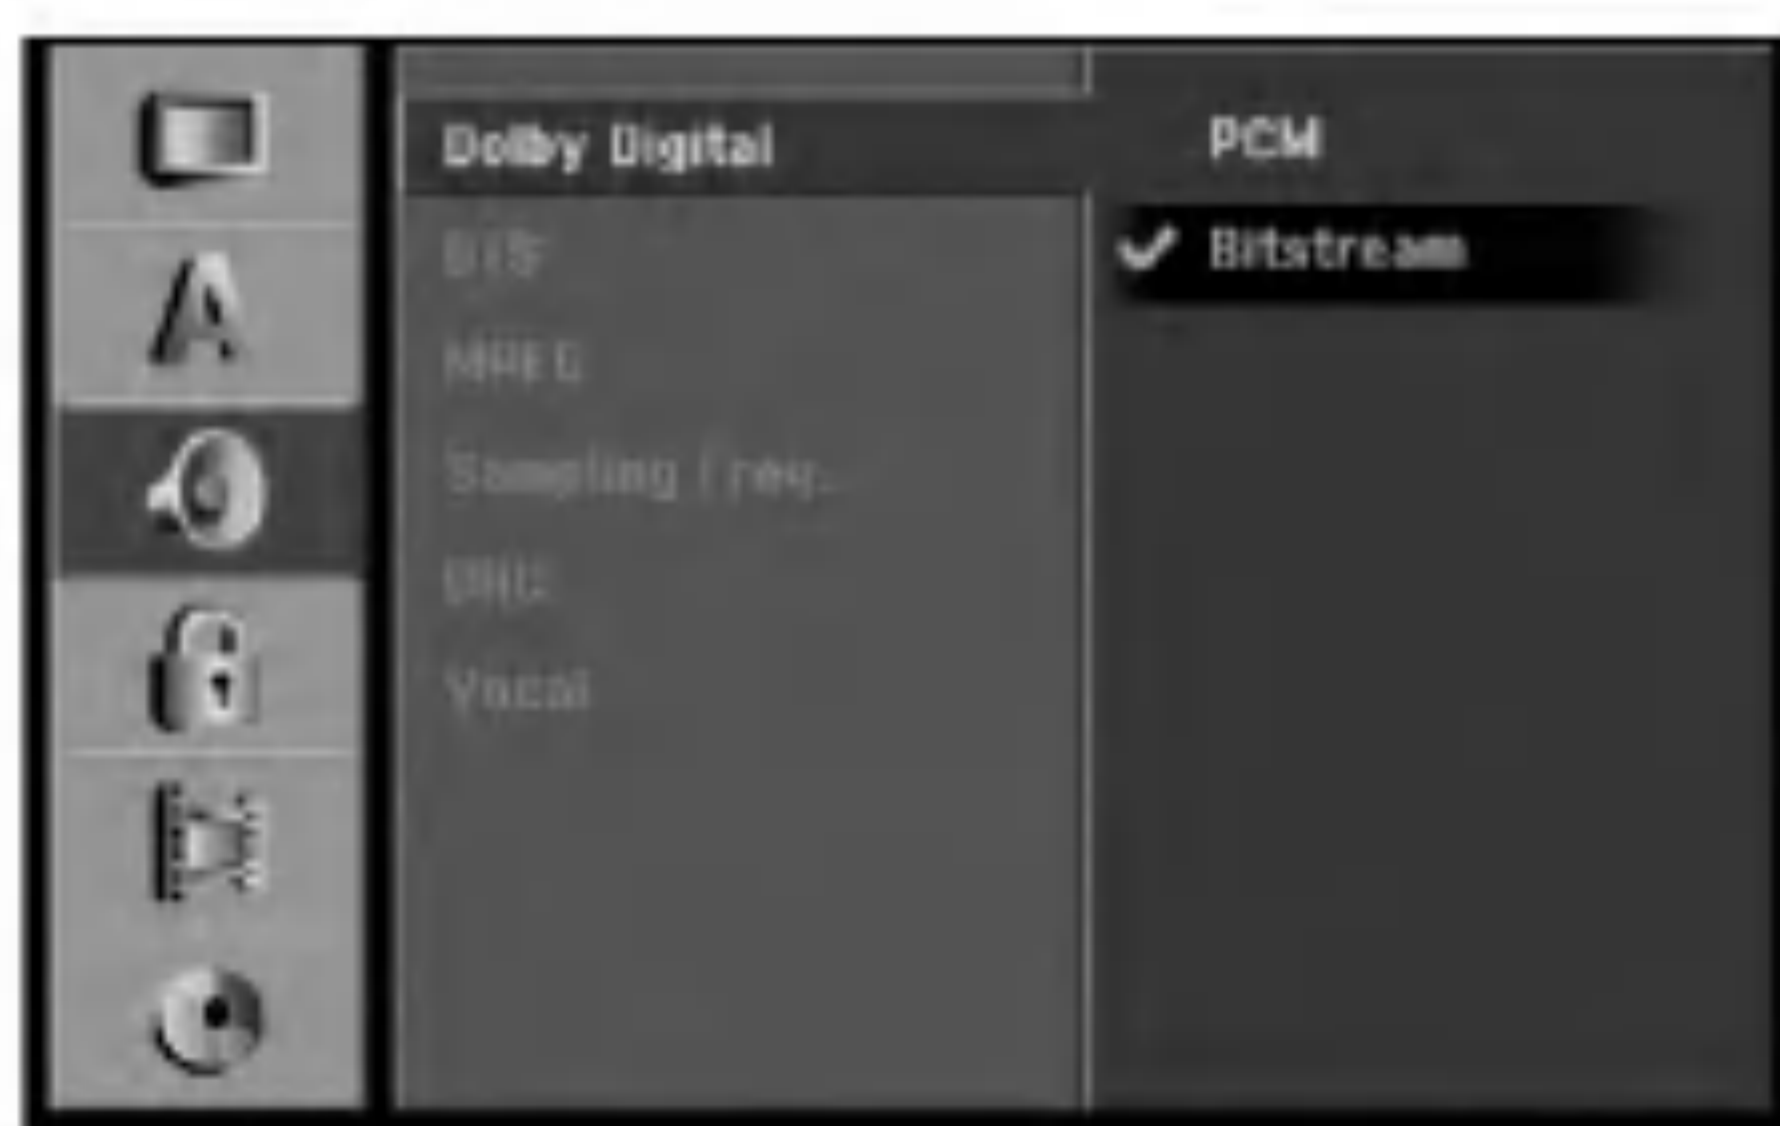 Dolby Digital
DTS
MPEG
Sampling Freq.
DRC
Vocal
PCM
Bitstream